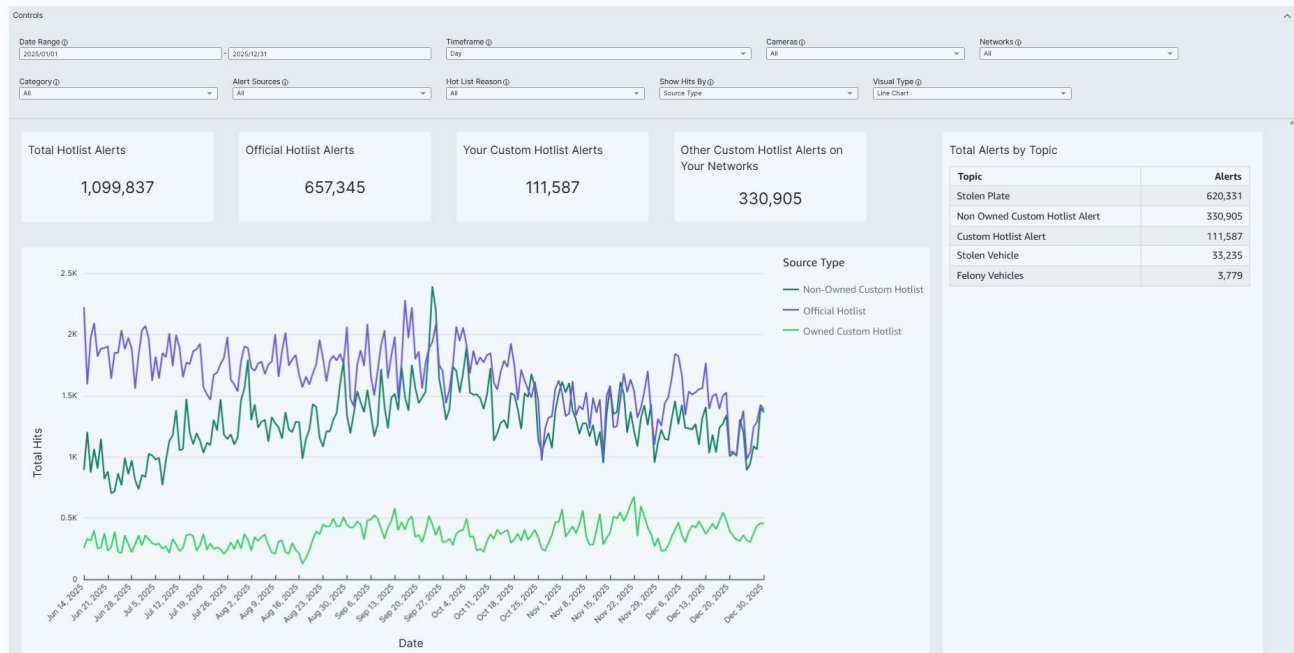 Controls
Date Range
2025/01/01 - 2025/12/31
Timeframe
Day
Cameras
All
Networks
All
Category
All
Alert Sources
All
Hot List Reason
All
Show Hits By
Source Type
Visual Type
Line Chart
Total Hotlist Alerts
1,099,837
Official Hotlist Alerts
657,345
Your Custom Hotlist Alerts
111,587
Other Custom Hotlist Alerts on
Your Networks
330,905
Total Alerts by Topic
Topic Alerts
Stolen Plate 620,331
Non Owned Custom Hotlist Alert 330,905
Custom Hotlist Alert 111,587
Stolen Vehicle 33,235
Felony Vehicles 3,779
Source Type
Non-Owned Custom Hotlist
Official Hotlist
Owned Custom Hotlist
Total Hits
2.5K
2K
1.5K
1K
0.5K
0
Jun 14, 2025
Jun 21, 2025
Jun 28, 2025
Jul 5, 2025
Jul 12, 2025
Jul 19, 2025
Jul 26, 2025
Aug 2, 2025
Aug 9, 2025
Aug 16, 2025
Aug 23, 2025
Aug 30, 2025
Sep 6, 2025
Sep 13, 2025
Sep 20, 2025
Sep 27, 2025
Oct 4, 2025
Oct 11, 2025
Oct 18, 2025
Oct 25, 2025
Nov 1, 2025
Nov 8, 2025
Nov 15, 2025
Nov 22, 2025
Nov 29, 2025
Dec 6, 2025
Dec 13, 2025
Dec 20, 2025
Dec 30, 2025
Date